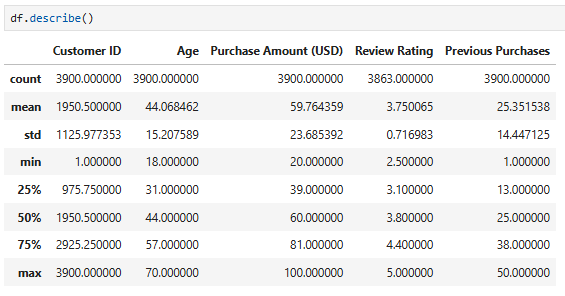 df.describe()
Customer ID Age Purchase Amount (USD) Review Rating Previous Purchases
count 3900.000000 3900.000000 3900.000000 3863.000000 3900.000000
mean 1950.500000 44.068462 59.764359 3.750065 25.351538
std 1125.977353 15.207589 23.685392 0.716983 14.447125
min 1.000000 18.000000 20.000000 2.500000 1.000000
25% 975.750000 31.000000 39.000000 3.100000 13.000000
50% 1950.500000 44.000000 60.000000 3.800000 25.000000
75% 2925.250000 57.000000 81.000000 4.400000 38.000000
max 3900.000000 70.000000 100.000000 5.000000 50.000000